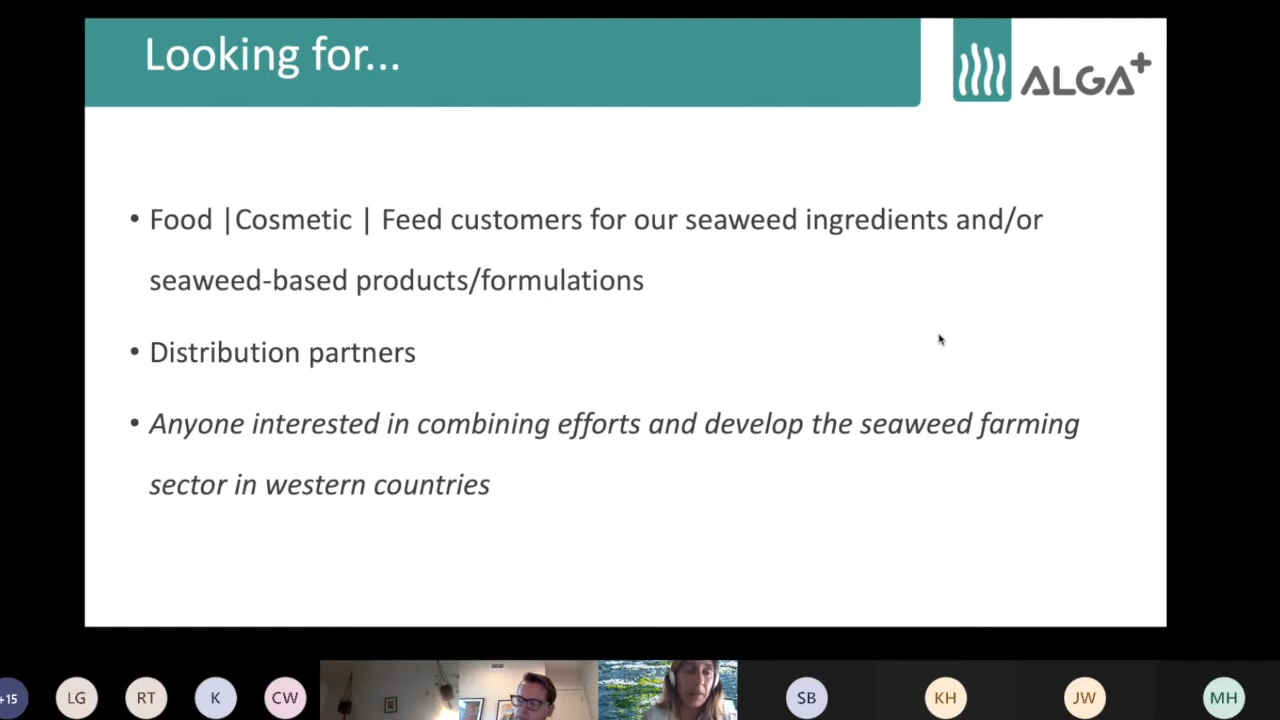 Looking for...
ALGA+
• Food |Cosmetic | Feed customers for our seaweed ingredients and/or
seaweed-based products/formulations
• Distribution partners
• Anyone interested in combining efforts and develop the seaweed farming
sector in western countries
+15
LG
RT
K
CW
SB
KH
JW
MH